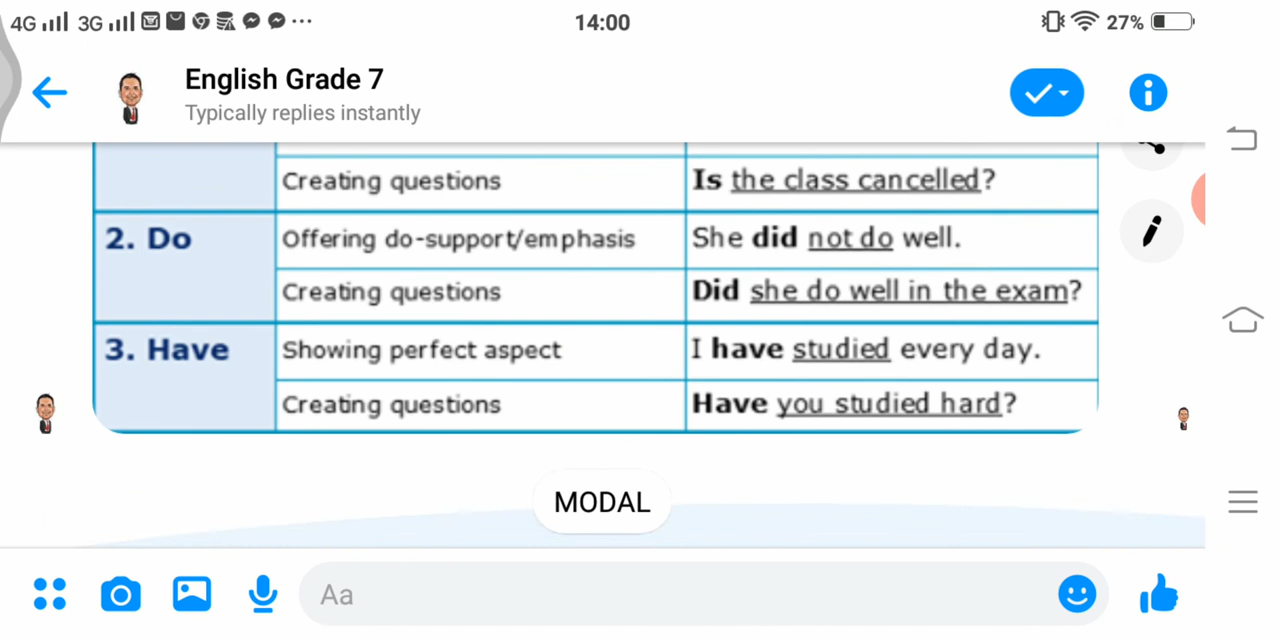 4G 3G 14:00 27%
English Grade 7
Typically replies instantly
Creating questions Is the class cancelled?
2. Do Offering do-support/emphasis She did not do well.
Creating questions Did she do well in the exam?
3. Have Showing perfect aspect I have studied every day.
Creating questions Have you studied hard?
MODAL
Aa